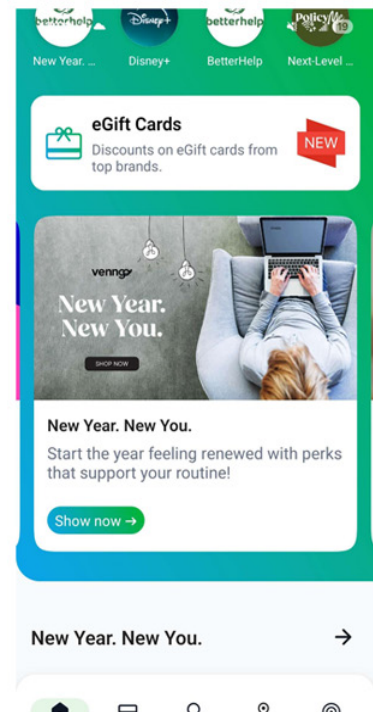 betterhelp
Disney+
betterhelp
PolicyMe
19
New Year. ...
Disney+
BetterHelp
Next-Level ...
eGift Cards
Discounts on eGift cards from
top brands.
NEW
venngo
New Year.
New You.
SHOP NOW
New Year. New You.
Start the year feeling renewed with perks
that support your routine!
Show now →
New Year. New You. →